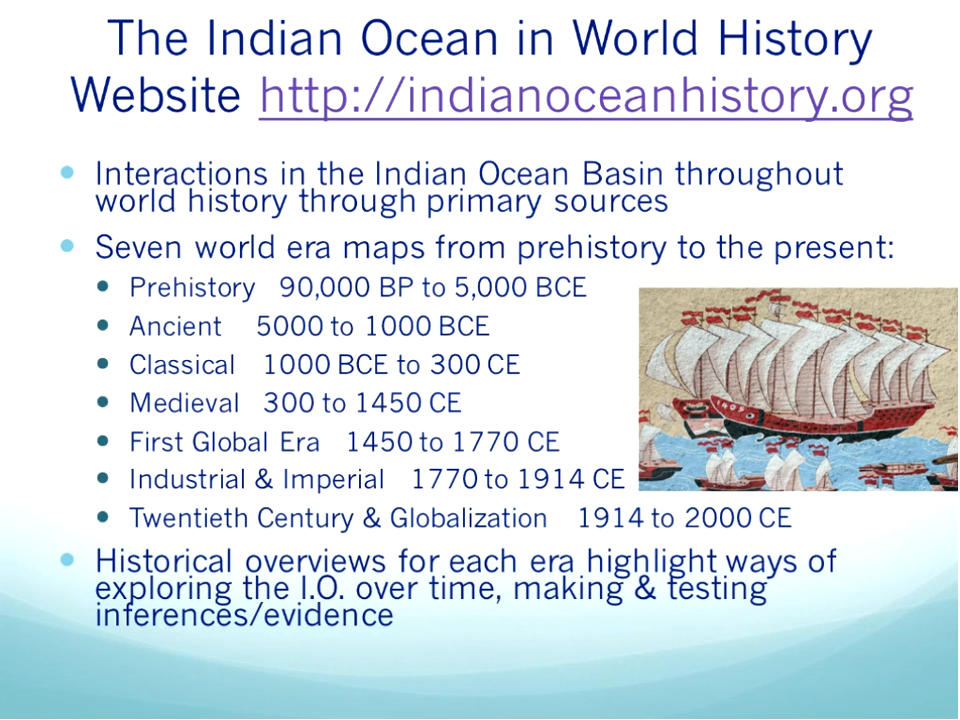 The Indian Ocean in World History
Website http://indianoceanhistory.org
• Interactions in the Indian Ocean Basin throughout
world history through primary sources
• Seven world era maps from prehistory to the present:
• Prehistory 90,000 BP to 5,000 BCE
• Ancient 5000 to 1000 BCE
• Classical 1000 BCE to 300 CE
• Medieval 300 to 1450 CE
• First Global Era 1450 to 1770 CE
• Industrial & Imperial 1770 to 1914 CE
• Twentieth Century & Globalization 1914 to 2000 CE
• Historical overviews for each era highlight ways of
exploring the I.O. over time, making & testing
inferences/evidence